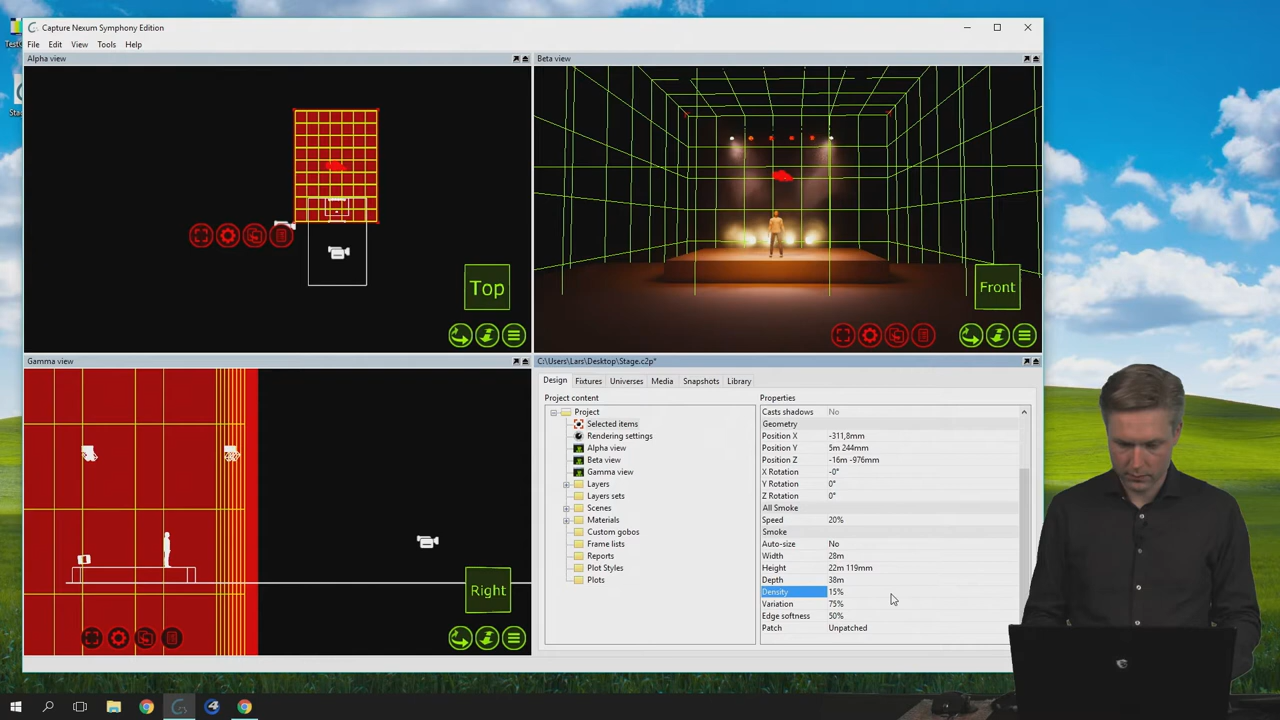 Capture Nexum Symphony Edition
File Edit View Tools Help
Alpha view
Top
Beta view
Front
Gamma view
Right
C:\Users\Lars\Desktop\Stage.c2p*
Design Fixtures Universes Media Snapshots Library
Project content
Project
Selected items
Rendering settings
Alpha view
Beta view
Gamma view
Layers
Layers sets
Scenes
Materials
Custom gobos
Frame lists
Reports
Plot Styles
Plots
Properties
Casts shadows No
Geometry
Position X -311,8mm
Position Y 5m 244mm
Position Z -16m -976mm
X Rotation -0°
Y Rotation 0°
Z Rotation 0°
All Smoke
Speed 20%
Smoke
Auto-size No
Width 28m
Height 22m 119mm
Depth 38m
Density 15%
Variation 75%
Edge softness 50%
Patch Unpatched